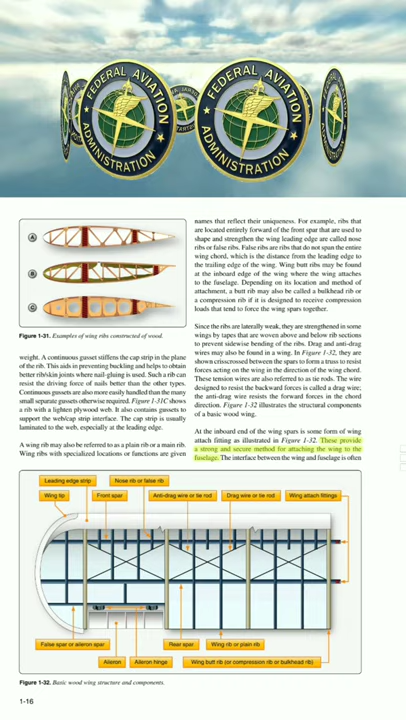 FEDERAL AVIATION
ADMINISTRATION
FEDERAL AVIATION
ADMINISTRATION
A
B
C
Figure 1-31. Examples of wing ribs constructed of wood.
weight. A continuous gusset stiffens the cap strip in the plane
of the rib. This aids in preventing buckling and helps to obtain
better rib/skin joints where nail-gluing is used. Such a rib can
resist the driving force of nails better than the other types.
Continuous gussets are also more easily handled than the many
small separate gussets otherwise required. Figure 1-31C shows
a rib with a lighten plywood web. It also contains gussets to
support the web/cap strip interface. The cap strip is usually
laminated to the web, especially at the leading edge.
A wing rib may also be referred to as a plain rib or a main rib.
Wing ribs with specialized locations or functions are given
names that reflect their uniqueness. For example, ribs that
are located entirely forward of the front spar that are used to
shape and strengthen the wing leading edge are called nose
ribs or false ribs. False ribs are ribs that do not span the entire
wing chord, which is the distance from the leading edge to
the trailing edge of the wing. Wing butt ribs may be found
at the inboard edge of the wing where the wing attaches
to the fuselage. Depending on its location and method of
attachment, a butt rib may also be called a bulkhead rib or
a compression rib if it is designed to receive compression
loads that tend to force the wing spars together.
Since the ribs are laterally weak, they are strengthened in some
wings by tapes that are woven above and below rib sections
to prevent sidewise bending of the ribs. Drag and anti-drag
wires may also be found in a wing. In Figure 1-32, they are
shown crisscrossed between the spars to form a truss to resist
forces acting on the wing in the direction of the wing chord.
These tension wires are also referred to as tie rods. The wire
designed to resist the backward forces is called a drag wire;
the anti-drag wire resists the forward forces in the chord
direction. Figure 1-32 illustrates the structural components
of a basic wood wing.
At the inboard end of the wing spars is some form of wing
attach fitting as illustrated in Figure 1-32. These provide
a strong and secure method for attaching the wing to the
fuselage. The interface between the wing and fuselage is often
Leading edge strip
Nose rib or false rib
Wing tip
Front spar
Anti-drag wire or tie rod
Drag wire or tie rod
Wing attach fittings
False spar or aileron spar
Rear spar
Wing rib or plain rib
Aileron
Aileron hinge
Wing butt rib (or compression rib or bulkhead rib)
Figure 1-32. Basic wood wing structure and components.
1-16